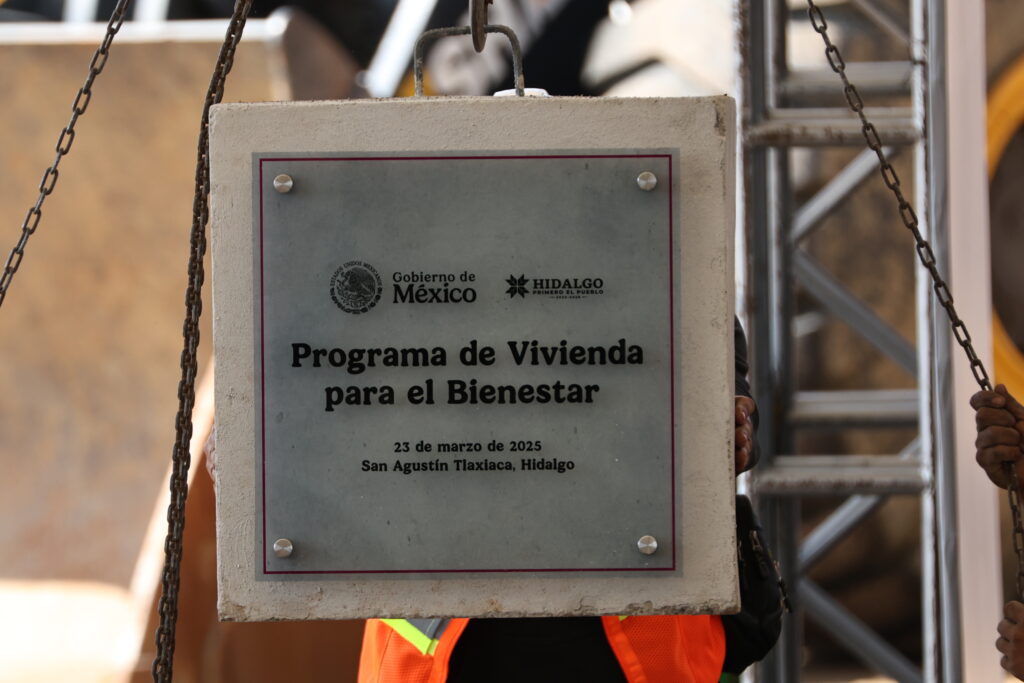 ESTADOS UNIDOS MEXICANOS
Gobierno de
México
HIDALGO
PRIMERO EL PUEBLO
Programa de Vivienda
para el Bienestar
23 de marzo de 2025
San Agustín Tlaxiaca, Hidalgo